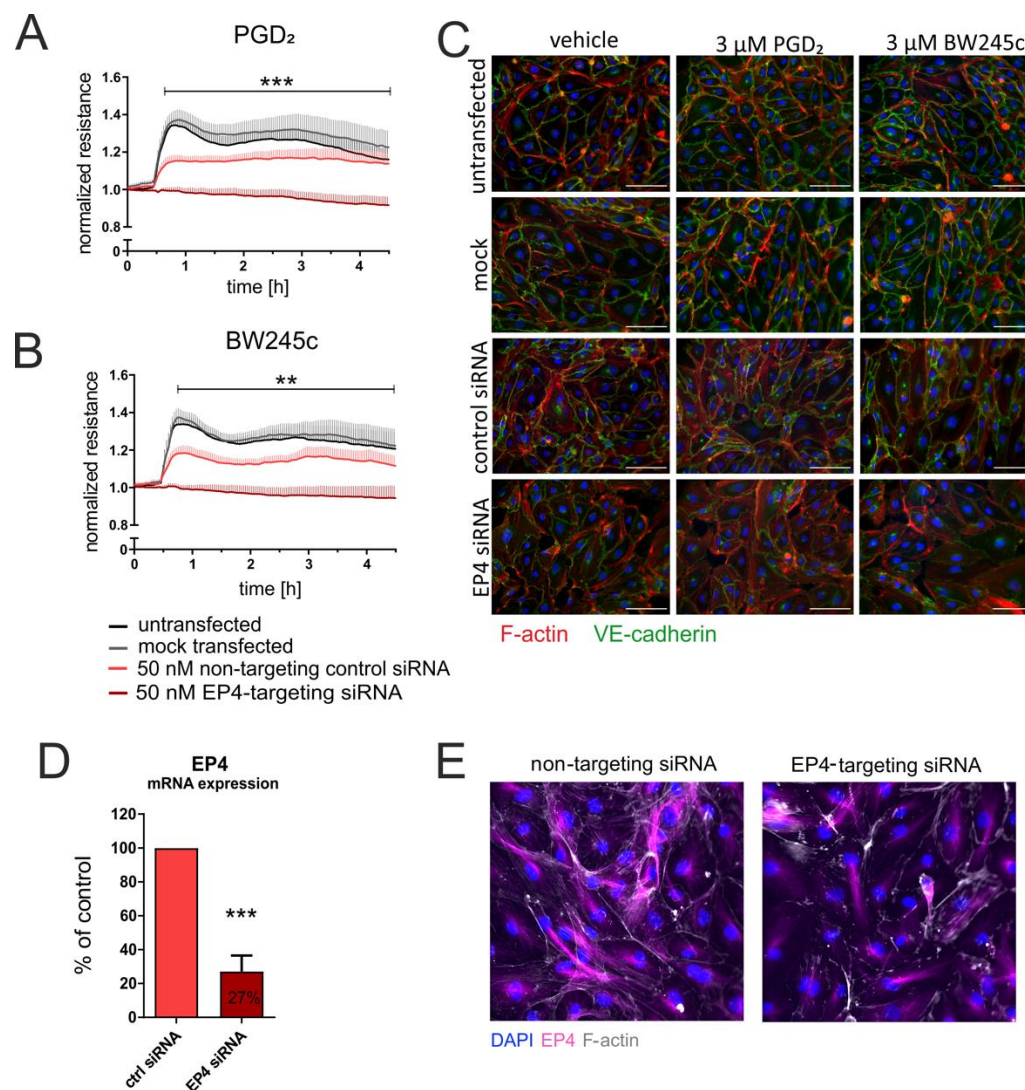 A
PGD₂
***
normalized resistance
1.6
1.4
1.2
1.0
0.8
0
0 1 2 3 4
time [h]
B
BW245c
**
normalized resistance
1.6
1.4
1.2
1.0
0.8
0
0 1 2 3 4
time [h]
untransfected
mock transfected
50 nM non-targeting control siRNA
50 nM EP4-targeting siRNA
C
vehicle 3 µM PGD₂ 3 µM BW245c
untransfected
mock
control siRNA
EP4 siRNA
F-actin VE-cadherin
D
EP4
mRNA expression
% of control
120
100
80
60
40
20
0
***
27%
ctrl siRNA EP4 siRNA
E
non-targeting siRNA EP4-targeting siRNA
DAPI EP4 F-actin